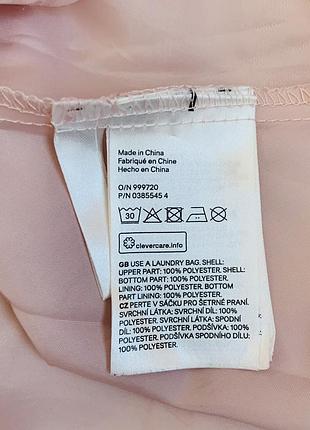 Made in China
Fabriqué en Chine
Hecho en China
O/N 999720
P/N 0385545 4
30
clevercare.info
GB USE A LAUNDRY BAG. SHELL:
UPPER PART: 100% POLYESTER. SHELL:
BOTTOM PART: 100% POLYESTER.
LINING: 100% POLYESTER. BOTTOM
PART LINING: 100% POLYESTER
CZ PERTE V SÁČKU PRO ŠETRNÉ PRANÍ.
SVRCHNÍ LÁTKA: SVRCHNÍ DÍL: 100%
POLYESTER. SVRCHNÍ LÁTKA: SPODNÍ
DÍL: 100% POLYESTER. PODŠÍVKA: 100%
POLYESTER. PODŠÍVKA SPODNÍHO DÍLU:
100% POLYESTER